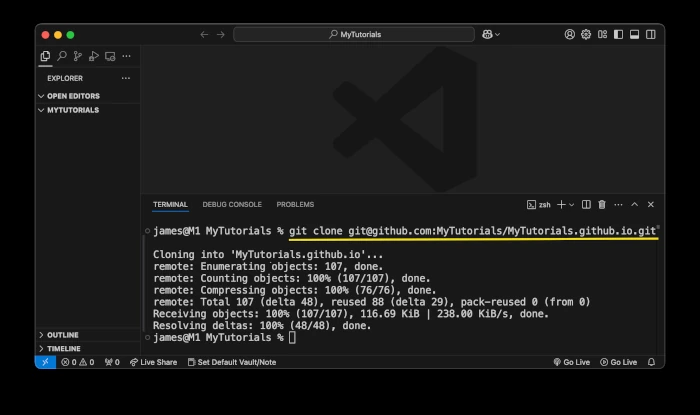 MyTutorials
EXPLORER
OPEN EDITORS
MYTUTORIALS
TERMINAL DEBUG CONSOLE PROBLEMS
zsh
james@M1 MyTutorials % git clone git@github.com:MyTutorials/MyTutorials.github.io.git
Cloning into 'MyTutorials.github.io'...
remote: Enumerating objects: 107, done.
remote: Counting objects: 100% (107/107), done.
remote: Compressing objects: 100% (76/76), done.
remote: Total 107 (delta 48), reused 88 (delta 29), pack-reused 0 (from 0)
Receiving objects: 100% (107/107), 116.69 KiB | 238.00 KiB/s, done.
Resolving deltas: 100% (48/48), done.
james@M1 MyTutorials %
OUTLINE
TIMELINE
0 0 0 Live Share Set Default Vault/Note Go Live Go Live